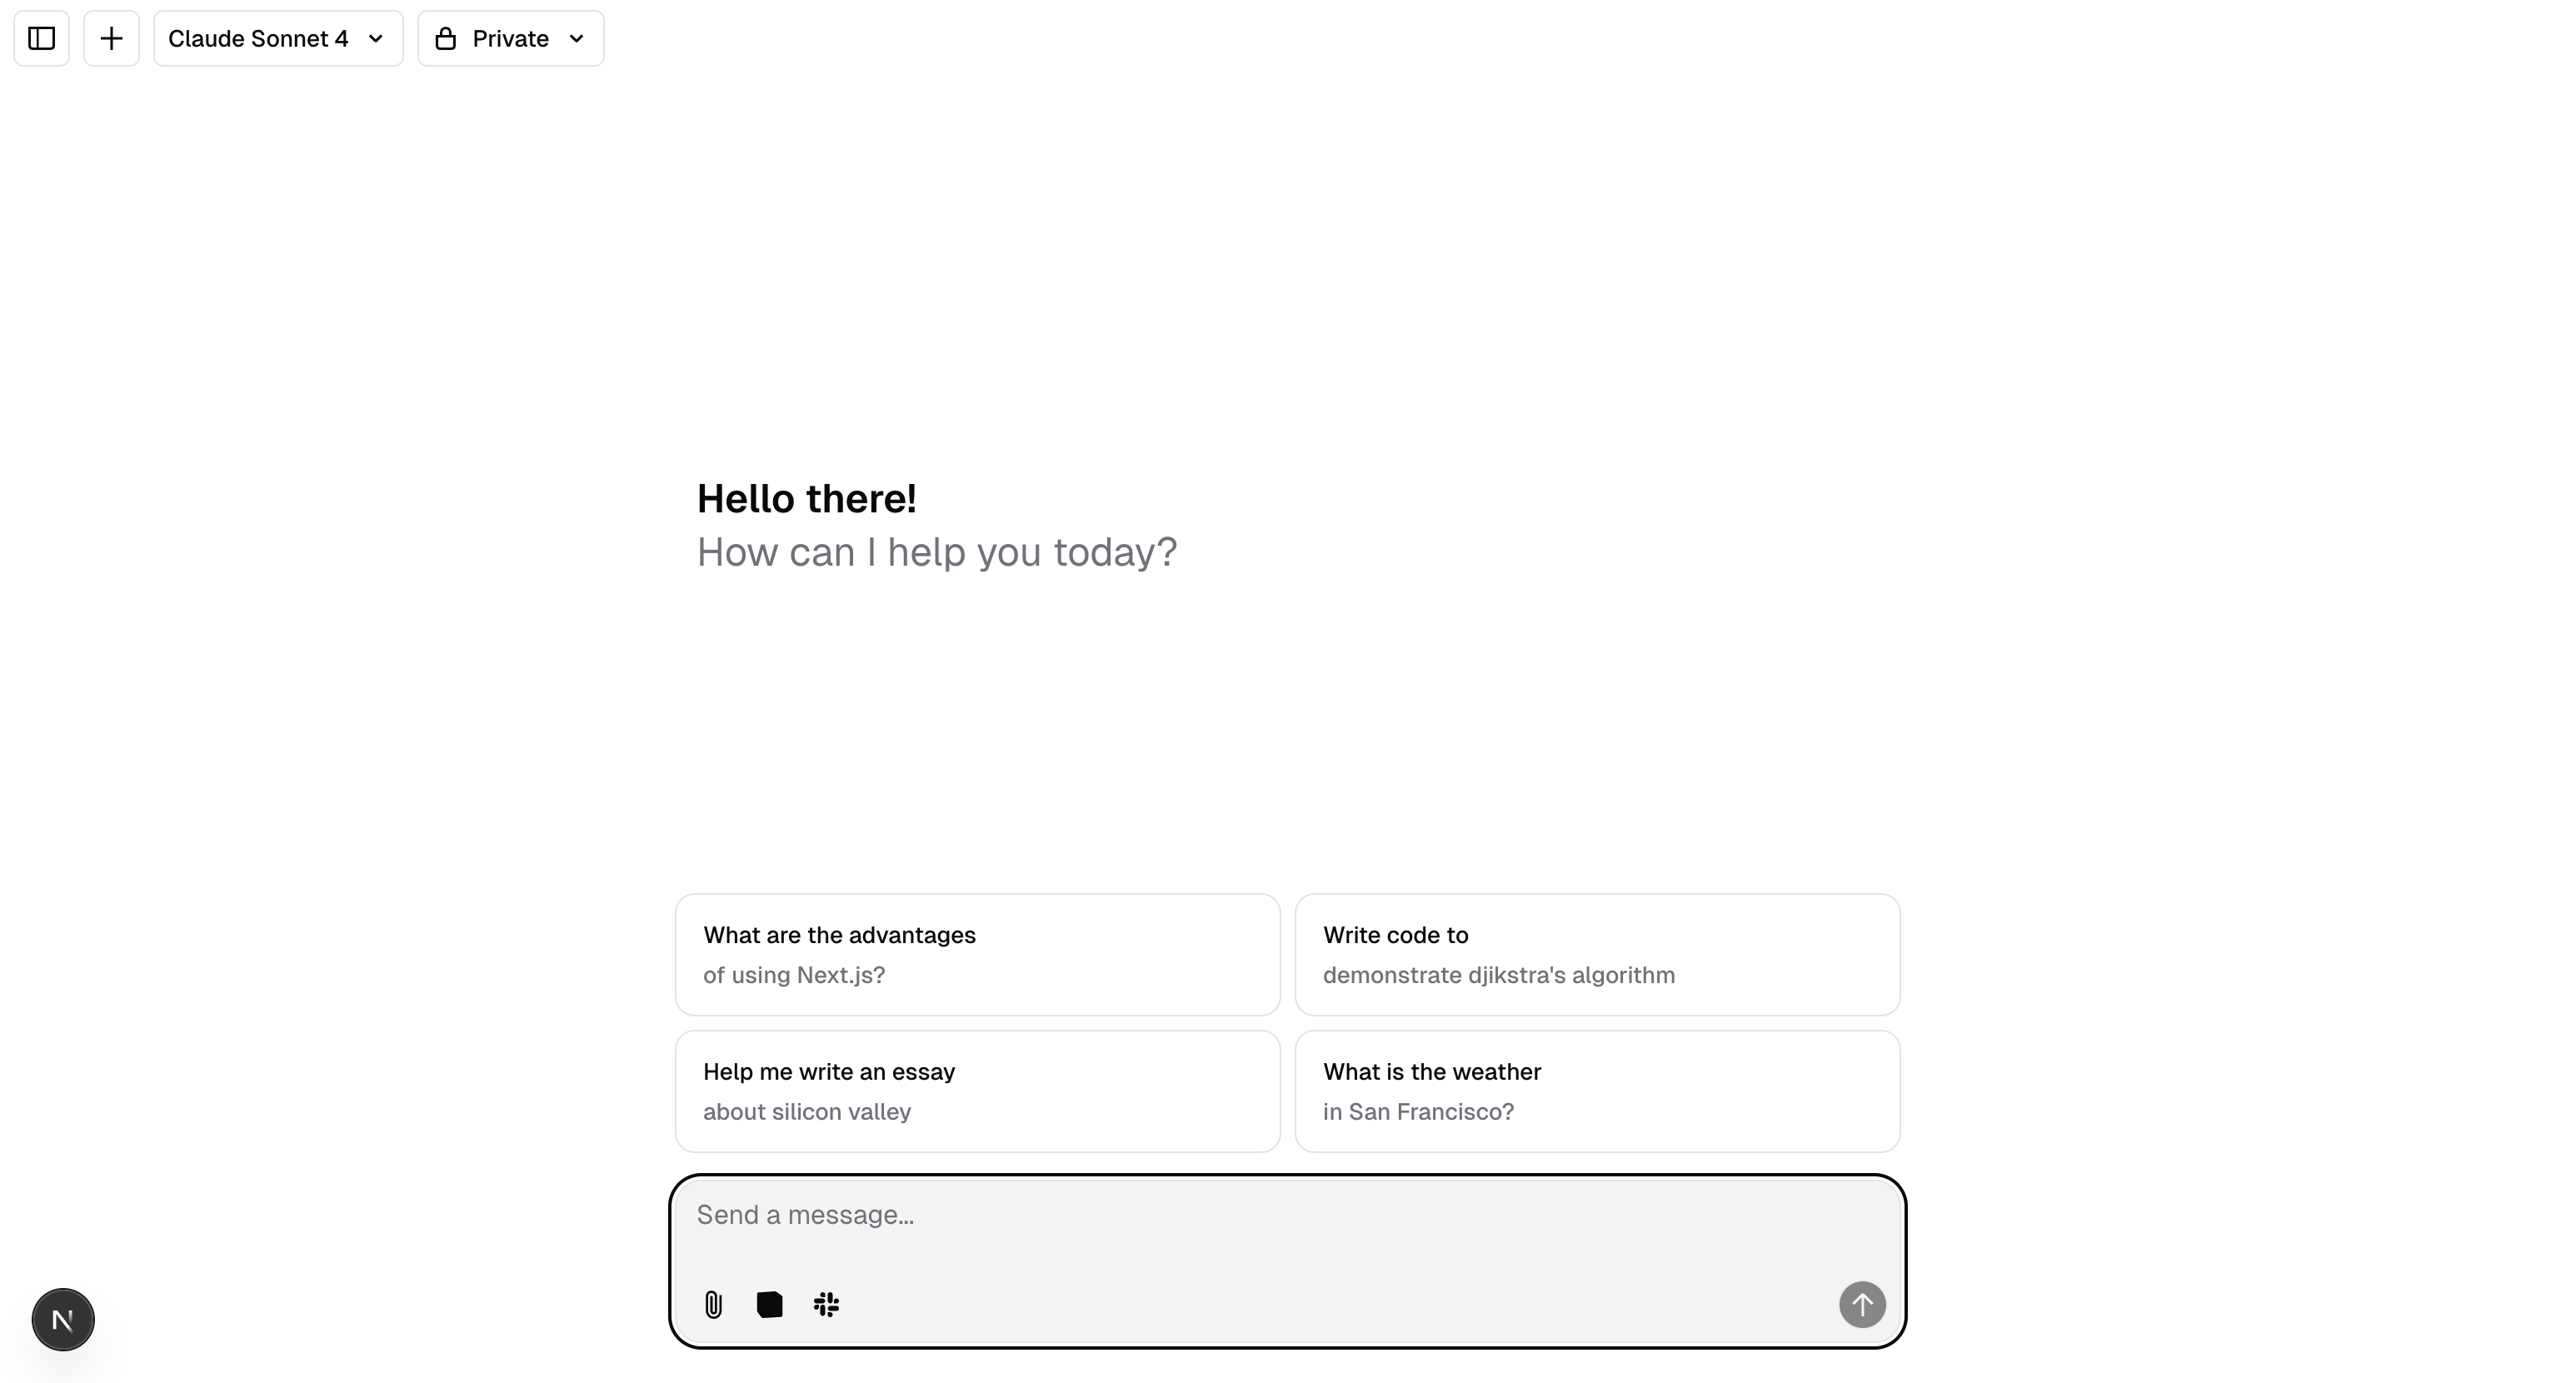 Claude Sonnet 4
Private
Hello there!
How can I help you today?
What are the advantages
of using Next.js?
Write code to
demonstrate djikstra's algorithm
Help me write an essay
about silicon valley
What is the weather
in San Francisco?
Send a message...
N